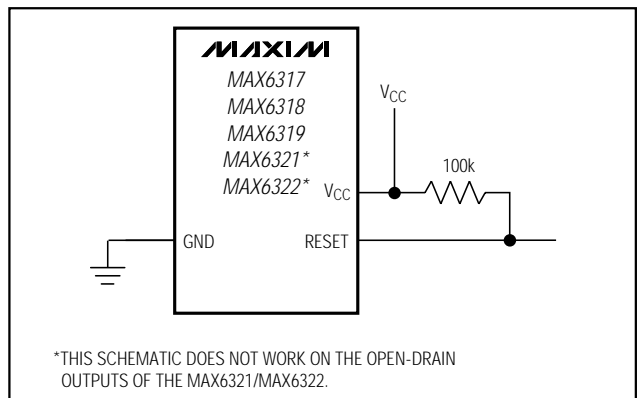 MAXIM
MAX6317
MAX6318
MAX6319
MAX6321*
MAX6322*
VCC
VCC
100k
GND
RESET
*THIS SCHEMATIC DOES NOT WORK ON THE OPEN-DRAIN
OUTPUTS OF THE MAX6321/MAX6322.